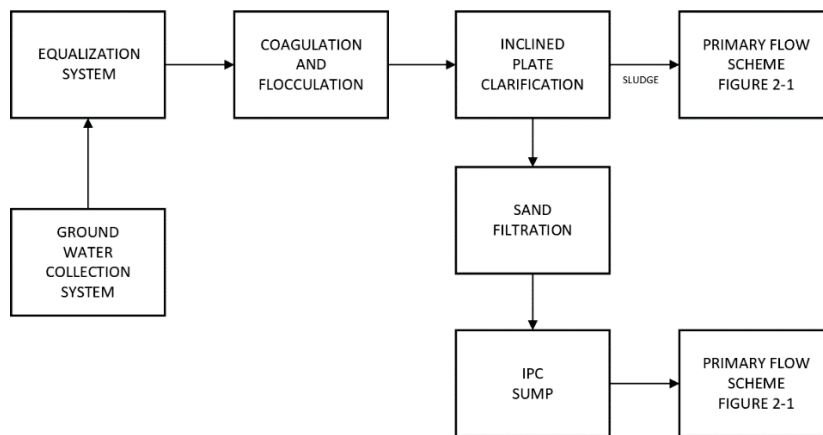 EQUALIZATION
SYSTEM
COAGULATION
AND
FLOCCULATION
INCLINED
PLATE
CLARIFICATION
SLUDGE
PRIMARY FLOW
SCHEME
FIGURE 2-1
GROUND
WATER
COLLECTION
SYSTEM
SAND
FILTRATION
IPC
SUMP
PRIMARY FLOW
SCHEME
FIGURE 2-1